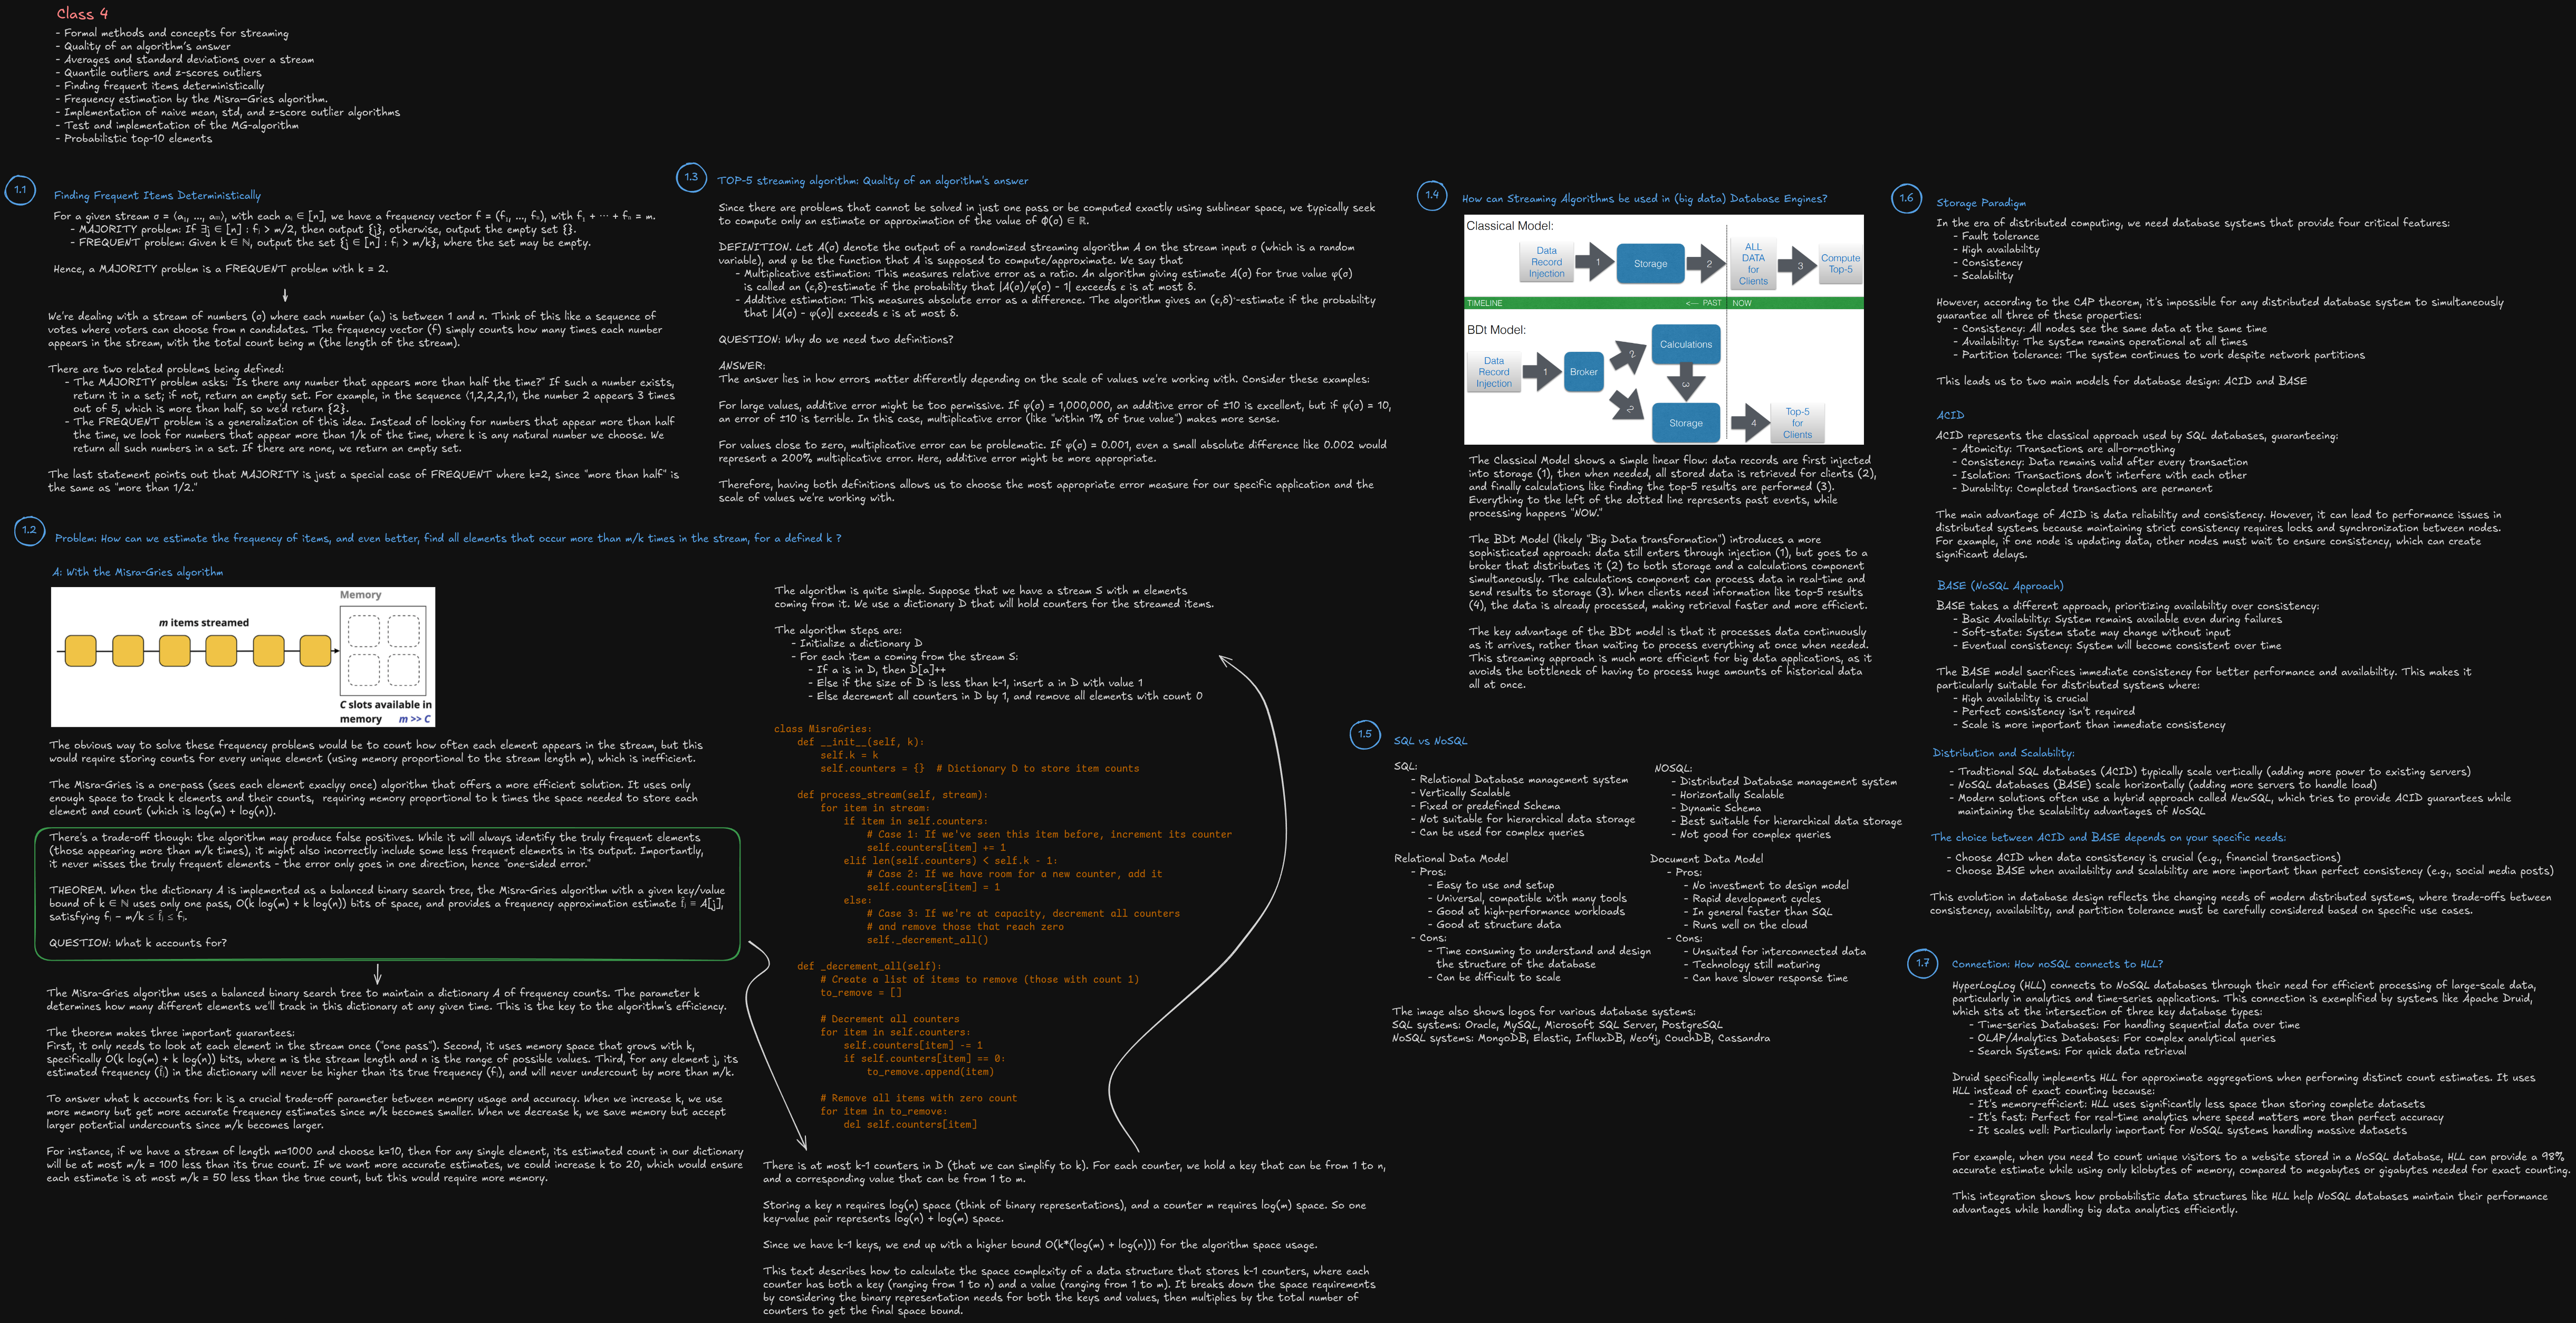 Class 4
- Formal methods and concepts for streaming
- Quality of an algorithm's answer
- Averages and standard deviations over a stream
- Quantile outliers and z-scores outliers
- Finding frequent items deterministically
- Frequency estimation by the Misra–Gries algorithm.
- Implementation of naive mean, std, and z-score outlier algorithms
- Test and implementation of the MG-algorithm
- Probabilistic top-10 elements
1.1
Finding Frequent Items Deterministically
For a given stream σ = ⟨a₁, ..., aₘ⟩, with each aᵢ ∈ [n], we have a frequency vector f = (f₁, ..., fₙ), with f₁ + ⋯ + fₙ = m.
- MAJORITY problem: If ∃j ∈ [n] : fⱼ > m/2, then output {j}, otherwise, output the empty set {}.
- FREQUENT problem: Given k ∈ ℕ, output the set {j ∈ [n] : fⱼ > m/k}, where the set may be empty.
Hence, a MAJORITY problem is a FREQUENT problem with k = 2.
We're dealing with a stream of numbers (σ) where each number (aᵢ) is between 1 and n. Think of this like a sequence of
votes where voters can choose from n candidates. The frequency vector (f) simply counts how many times each number
appears in the stream, with the total count being m (the length of the stream).
There are two related problems being defined:
- The MAJORITY problem asks: "Is there any number that appears more than half the time?" If such a number exists,
return it in a set; if not, return an empty set. For example, in the sequence ⟨1,2,2,2,1⟩, the number 2 appears 3 times
out of 5, which is more than half, so we'd return {2}.
- The FREQUENT problem is a generalization of this idea. Instead of looking for numbers that appear more than half
the time, we look for numbers that appear more than 1/k of the time, where k is any natural number we choose. We
return all such numbers in a set. If there are none, we return an empty set.
The last statement points out that MAJORITY is just a special case of FREQUENT where k=2, since "more than half" is
the same as "more than 1/2."
1.2
Problem: How can we estimate the frequency of items, and even better, find all elements that occur more than m/k times in the stream, for a defined k ?
A: With the Misra-Gries algorithm
Memory
m items streamed
C slots available in
memory m >> C
The obvious way to solve these frequency problems would be to count how often each element appears in the stream, but this
would require storing counts for every unique element (using memory proportional to the stream length m), which is inefficient.
The Misra-Gries is a one-pass (sees each element exaclyy once) algorithm that offers a more efficient solution. It uses only
enough space to track k elements and their counts, requiring memory proportional to k times the space needed to store each
element and count (which is log(m) + log(n)).
There's a trade-off though: the algorithm may produce false positives. While it will always identify the truly frequent elements
(those appearing more than m/k times), it might also incorrectly include some less frequent elements in its output. Importantly,
it never misses the truly frequent elements - the error only goes in one direction, hence "one-sided error."
THEOREM. When the dictionary A is implemented as a balanced binary search tree, the Misra-Gries algorithm with a given key/value
bound of k ∈ ℕ uses only one pass, O(k log(m) + k log(n)) bits of space, and provides a frequency approximation estimate f̂ⱼ = A[j],
satisfying fⱼ − m/k ≤ f̂ⱼ ≤ fⱼ.
QUESTION: What k accounts for?
The Misra-Gries algorithm uses a balanced binary search tree to maintain a dictionary A of frequency counts. The parameter k
determines how many different elements we'll track in this dictionary at any given time. This is the key to the algorithm's efficiency.
The theorem makes three important guarantees:
First, it only needs to look at each element in the stream once ("one pass"). Second, it uses memory space that grows with k,
specifically O(k log(m) + k log(n)) bits, where m is the stream length and n is the range of possible values. Third, for any element j, its
estimated frequency (f̂ⱼ) in the dictionary will never be higher than its true frequency (fⱼ), and will never undercount by more than m/k.
To answer what k accounts for: k is a crucial trade-off parameter between memory usage and accuracy. When we increase k, we use
more memory but get more accurate frequency estimates since m/k becomes smaller. When we decrease k, we save memory but accept
larger potential undercounts since m/k becomes larger.
For instance, if we have a stream of length m=1000 and choose k=10, then for any single element, its estimated count in our dictionary
will be at most m/k = 100 less than its true count. If we want more accurate estimates, we could increase k to 20, which would ensure
each estimate is at most m/k = 50 less than the true count, but this would require more memory.
The algorithm is quite simple. Suppose that we have a stream S with m elements
coming from it. We use a dictionary D that will hold counters for the streamed items.
The algorithm steps are:
- Initialize a dictionary D
- For each item a coming from the stream S:
- If a is in D, then D[a]++
- Else if the size of D is less than k-1, insert a in D with value 1
- Else decrement all counters in D by 1, and remove all elements with count 0
class MisraGries:
def __init__(self, k):
self.k = k
self.counters = {} # Dictionary D to store item counts
def process_stream(self, stream):
for item in stream:
if item in self.counters:
# Case 1: If we've seen this item before, increment its counter
self.counters[item] += 1
elif len(self.counters) < self.k - 1:
# Case 2: If we have room for a new counter, add it
self.counters[item] = 1
else:
# Case 3: If we're at capacity, decrement all counters
# and remove those that reach zero
self._decrement_all()
def _decrement_all(self):
# Create a list of items to remove (those with count 1)
to_remove = []
# Decrement all counters
for item in self.counters:
self.counters[item] -= 1
if self.counters[item] == 0:
to_remove.append(item)
# Remove all items with zero count
for item in to_remove:
del self.counters[item]
There is at most k-1 counters in D (that we can simplify to k). For each counter, we hold a key that can be from 1 to n,
and a corresponding value that can be from 1 to m.
Storing a key n requires log(n) space (think of binary representations), and a counter m requires log(m) space. So one
key-value pair represents log(n) + log(m) space.
Since we have k-1 keys, we end up with a higher bound O(k*(log(m) + log(n))) for the algorithm space usage.
This text describes how to calculate the space complexity of a data structure that stores k-1 counters, where each
counter has both a key (ranging from 1 to n) and a value (ranging from 1 to m). It breaks down the space requirements
by considering the binary representation needs for both the keys and values, then multiplies by the total number of
counters to get the final space bound.
1.3
TOP-5 streaming algorithm: Quality of an algorithm's answer
Since there are problems that cannot be solved in just one pass or be computed exactly using sublinear space, we typically seek
to compute only an estimate or approximation of the value of Φ(σ) ∈ ℝ.
DEFINITION. Let A(σ) denote the output of a randomized streaming algorithm A on the stream input σ (which is a random
variable), and φ be the function that A is supposed to compute/approximate. We say that
- Multiplicative estimation: This measures relative error as a ratio. An algorithm giving estimate A(σ) for true value φ(σ)
is called an (ε,δ)-estimate if the probability that |A(σ)/φ(σ) - 1| exceeds ε is at most δ.
- Additive estimation: This measures absolute error as a difference. The algorithm gives an (ε,δ)⁺-estimate if the probability
that |A(σ) - φ(σ)| exceeds ε is at most δ.
QUESTION: Why do we need two definitions?
ANSWER:
The answer lies in how errors matter differently depending on the scale of values we're working with. Consider these examples:
For large values, additive error might be too permissive. If φ(σ) = 1,000,000, an additive error of ±10 is excellent, but if φ(σ) = 10,
an error of ±10 is terrible. In this case, multiplicative error (like "within 1% of true value") makes more sense.
For values close to zero, multiplicative error can be problematic. If φ(σ) = 0.001, even a small absolute difference like 0.002 would
represent a 200% multiplicative error. Here, additive error might be more appropriate.
Therefore, having both definitions allows us to choose the most appropriate error measure for our specific application and the
scale of values we're working with.
1.4
How can Streaming Algorithms be used in (big data) Database Engines?
Classical Model:
Data
Record
Injection
1
Storage
2
ALL
DATA
for
Clients
3
Compute
Top-5
TIMELINE
<--- PAST
NOW
BDt Model:
Data
Record
Injection
1
Broker
2
Calculations
3
2
Storage
4
Top-5
for
Clients
The Classical Model shows a simple linear flow: data records are first injected
into storage (1), then when needed, all stored data is retrieved for clients (2),
and finally calculations like finding the top-5 results are performed (3).
Everything to the left of the dotted line represents past events, while
processing happens "NOW."
The BDt Model (likely "Big Data transformation") introduces a more
sophisticated approach: data still enters through injection (1), but goes to a
broker that distributes it (2) to both storage and a calculations component
simultaneously. The calculations component can process data in real-time and
send results to storage (3). When clients need information like top-5 results
(4), the data is already processed, making retrieval faster and more efficient.
The key advantage of the BDt model is that it processes data continuously
as it arrives, rather than waiting to process everything at once when needed.
This streaming approach is much more efficient for big data applications, as it
avoids the bottleneck of having to process huge amounts of historical data
all at once.
1.5
SQL vs NoSQL
SQL:
- Relational Database management system
- Vertically Scalable
- Fixed or predefined Schema
- Not suitable for hierarchical data storage
- Can be used for complex queries
NOSQL:
- Distributed Database management system
- Horizontally Scalable
- Dynamic Schema
- Best suitable for hierarchical data storage
- Not good for complex queries
Relational Data Model
- Pros:
- Easy to use and setup
- Universal, compatible with many tools
- Good at high-performance workloads
- Good at structure data
- Cons:
- Time consuming to understand and design
the structure of the database
- Can be difficult to scale
Document Data Model
- Pros:
- No investment to design model
- Rapid development cycles
- In general faster than SQL
- Runs well on the cloud
- Cons:
- Unsuited for interconnected data
- Technology still maturing
- Can have slower response time
The image also shows logos for various database systems:
SQL systems: Oracle, MySQL, Microsoft SQL Server, PostgreSQL
NoSQL systems: MongoDB, Elastic, InfluxDB, Neo4j, CouchDB, Cassandra
1.6
Storage Paradigm
In the era of distributed computing, we need database systems that provide four critical features:
- Fault tolerance
- High availability
- Consistency
- Scalability
However, according to the CAP theorem, it's impossible for any distributed database system to simultaneously
guarantee all three of these properties:
- Consistency: All nodes see the same data at the same time
- Availability: The system remains operational at all times
- Partition tolerance: The system continues to work despite network partitions
This leads us to two main models for database design: ACID and BASE
ACID
ACID represents the classical approach used by SQL databases, guaranteeing:
- Atomicity: Transactions are all-or-nothing
- Consistency: Data remains valid after every transaction
- Isolation: Transactions don't interfere with each other
- Durability: Completed transactions are permanent
The main advantage of ACID is data reliability and consistency. However, it can lead to performance issues in
distributed systems because maintaining strict consistency requires locks and synchronization between nodes.
For example, if one node is updating data, other nodes must wait to ensure consistency, which can create
significant delays.
BASE (NoSQL Approach)
BASE takes a different approach, prioritizing availability over consistency:
- Basic Availability: System remains available even during failures
- Soft-state: System state may change without input
- Eventual consistency: System will become consistent over time
The BASE model sacrifices immediate consistency for better performance and availability. This makes it
particularly suitable for distributed systems where:
- High availability is crucial
- Perfect consistency isn't required
- Scale is more important than immediate consistency
Distribution and Scalability:
- Traditional SQL databases (ACID) typically scale vertically (adding more power to existing servers)
- NoSQL databases (BASE) scale horizontally (adding more servers to handle load)
- Modern solutions often use a hybrid approach called NewSQL, which tries to provide ACID guarantees while
maintaining the scalability advantages of NoSQL
The choice between ACID and BASE depends on your specific needs:
- Choose ACID when data consistency is crucial (e.g., financial transactions)
- Choose BASE when availability and scalability are more important than perfect consistency (e.g., social media posts)
This evolution in database design reflects the changing needs of modern distributed systems, where trade-offs between
consistency, availability, and partition tolerance must be carefully considered based on specific use cases.
1.7
Connection: How noSQL connects to HLL?
HyperLogLog (HLL) connects to NoSQL databases through their need for efficient processing of large-scale data,
particularly in analytics and time-series applications. This connection is exemplified by systems like Apache Druid,
which sits at the intersection of three key database types:
- Time-series Databases: For handling sequential data over time
- OLAP/Analytics Databases: For complex analytical queries
- Search Systems: For quick data retrieval
Druid specifically implements HLL for approximate aggregations when performing distinct count estimates. It uses
HLL instead of exact counting because:
- It's memory-efficient: HLL uses significantly less space than storing complete datasets
- It's fast: Perfect for real-time analytics where speed matters more than perfect accuracy
- It scales well: Particularly important for NoSQL systems handling massive datasets
For example, when you need to count unique visitors to a website stored in a NoSQL database, HLL can provide a 98%
accurate estimate while using only kilobytes of memory, compared to megabytes or gigabytes needed for exact counting.
This integration shows how probabilistic data structures like HLL help NoSQL databases maintain their performance
advantages while handling big data analytics efficiently.